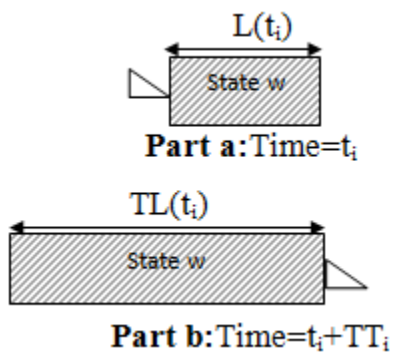 L(tᵢ)
State w
Part a:Time=tᵢ
TL(tᵢ)
State w
Part b:Time=tᵢ+TTᵢ